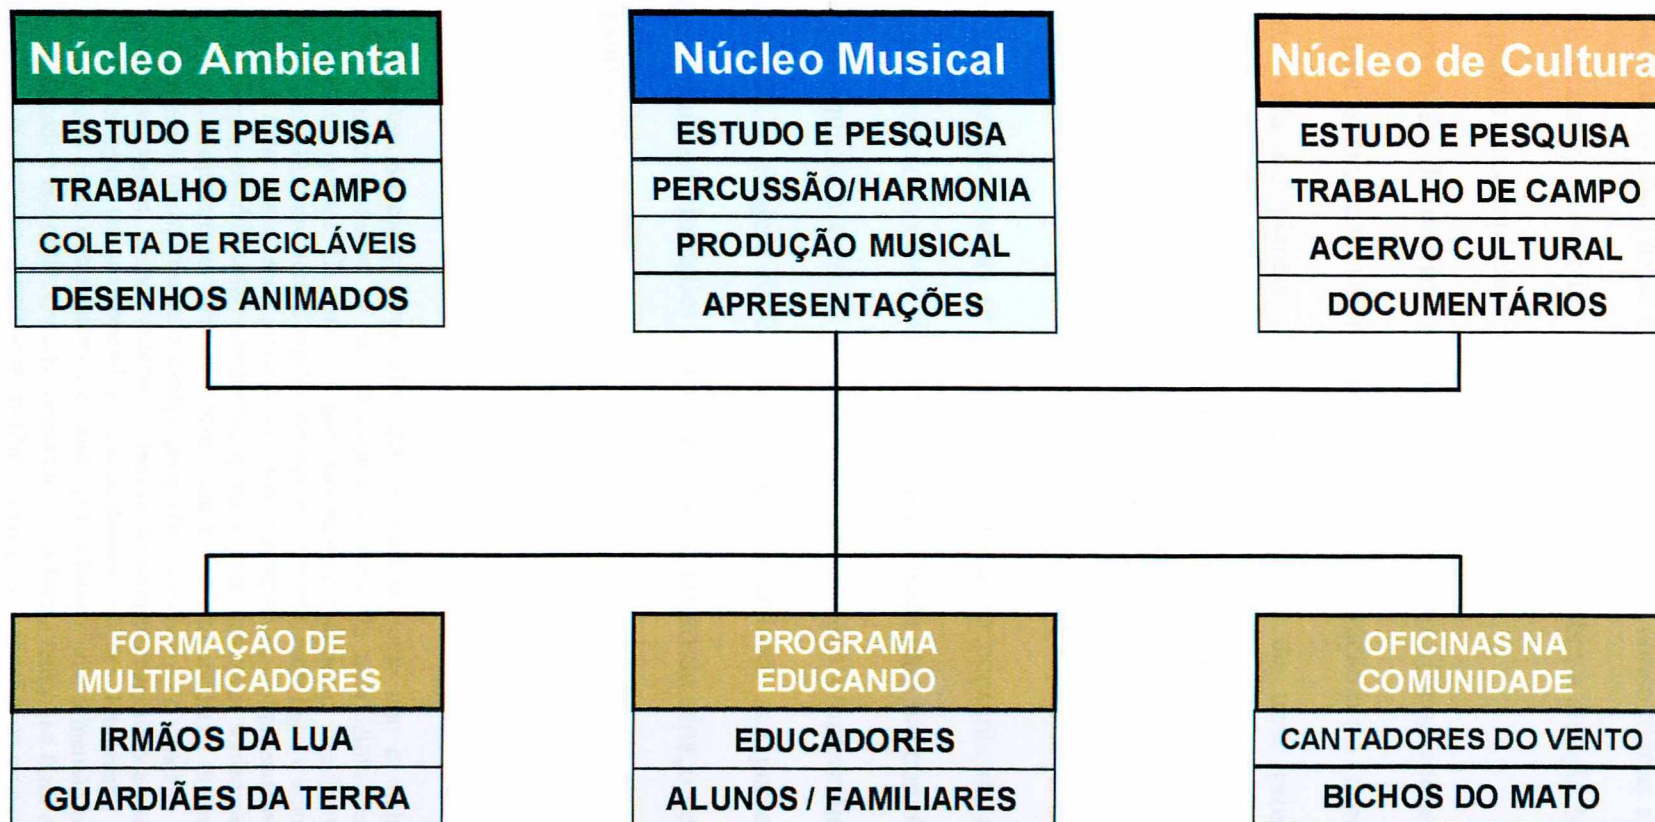 Núcleo Ambiental
ESTUDO E PESQUISA
TRABALHO DE CAMPO
COLETA DE RECICLÁVEIS
DESENHOS ANIMADOS
Núcleo Musical
ESTUDO E PESQUISA
PERCUSSÃO/HARMONIA
PRODUÇÃO MUSICAL
APRESENTAÇÕES
Núcleo de Cultura
ESTUDO E PESQUISA
TRABALHO DE CAMPO
ACERVO CULTURAL
DOCUMENTÁRIOS
FORMAÇÃO DE
MULTIPLICADORES
IRMÃOS DA LUA
GUARDIÃES DA TERRA
PROGRAMA
EDUCANDO
EDUCADORES
ALUNOS / FAMILIARES
OFICINAS NA
COMUNIDADE
CANTADORES DO VENTO
BICHOS DO MATO